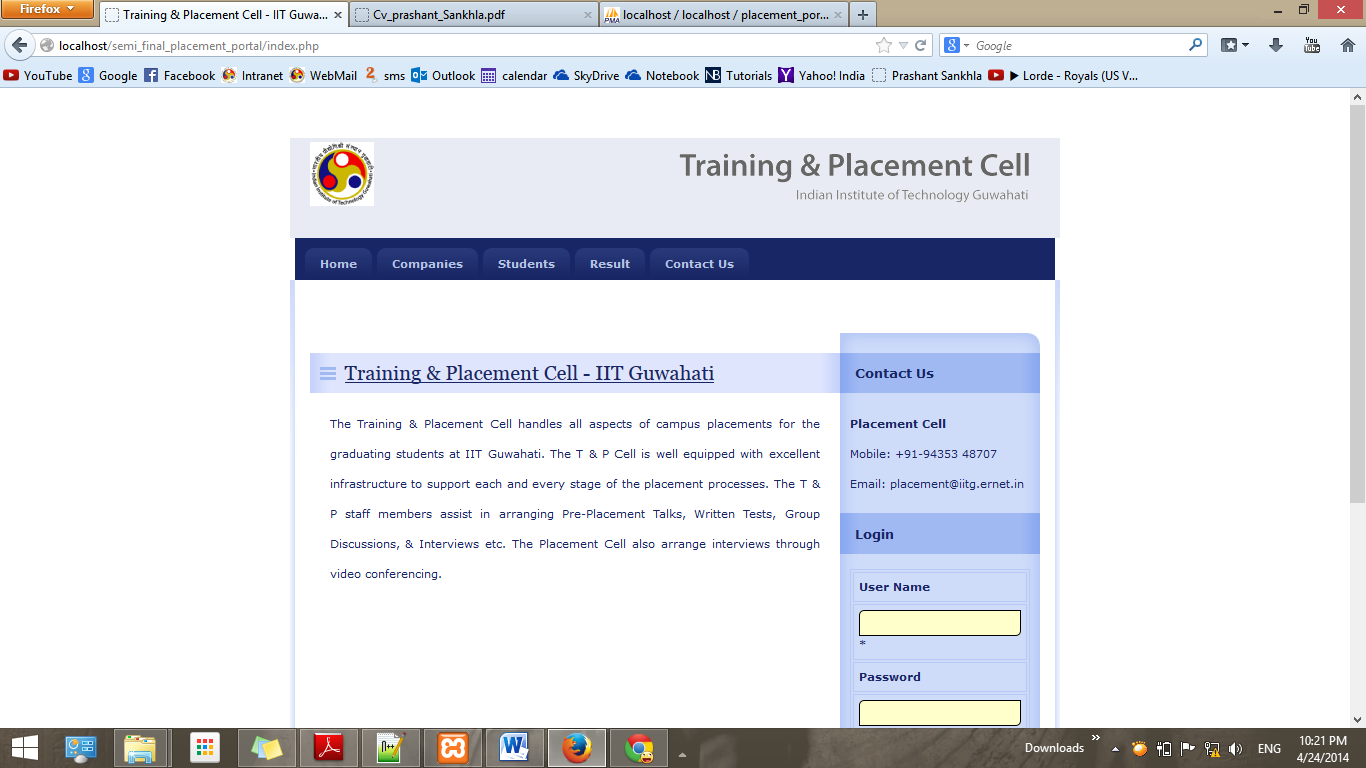 Firefox
Training & Placement Cell - IIT Guwa...
Cv_prashant_Sankhla.pdf
PMA
localhost / localhost / placement_por...
localhost/semi_final_placement_portal/index.php
Google
YouTube Google Facebook Intranet WebMail sms Outlook calendar SkyDrive Notebook Tutorials Yahoo! India Prashant Sankhla Lorde - Royals (US V...
Training & Placement Cell
Indian Institute of Technology Guwahati
Home Companies Students Result Contact Us
Training & Placement Cell - IIT Guwahati
The Training & Placement Cell handles all aspects of campus placements for the
graduating students at IIT Guwahati. The T & P Cell is well equipped with excellent
infrastructure to support each and every stage of the placement processes. The T &
P staff members assist in arranging Pre-Placement Talks, Written Tests, Group
Discussions, & Interviews etc. The Placement Cell also arrange interviews through
video conferencing.
Contact Us
Placement Cell
Mobile: +91-94353 48707
Email: placement@iitg.ernet.in
Login
User Name
*
Password
Downloads
ENG
10:21 PM
4/24/2014